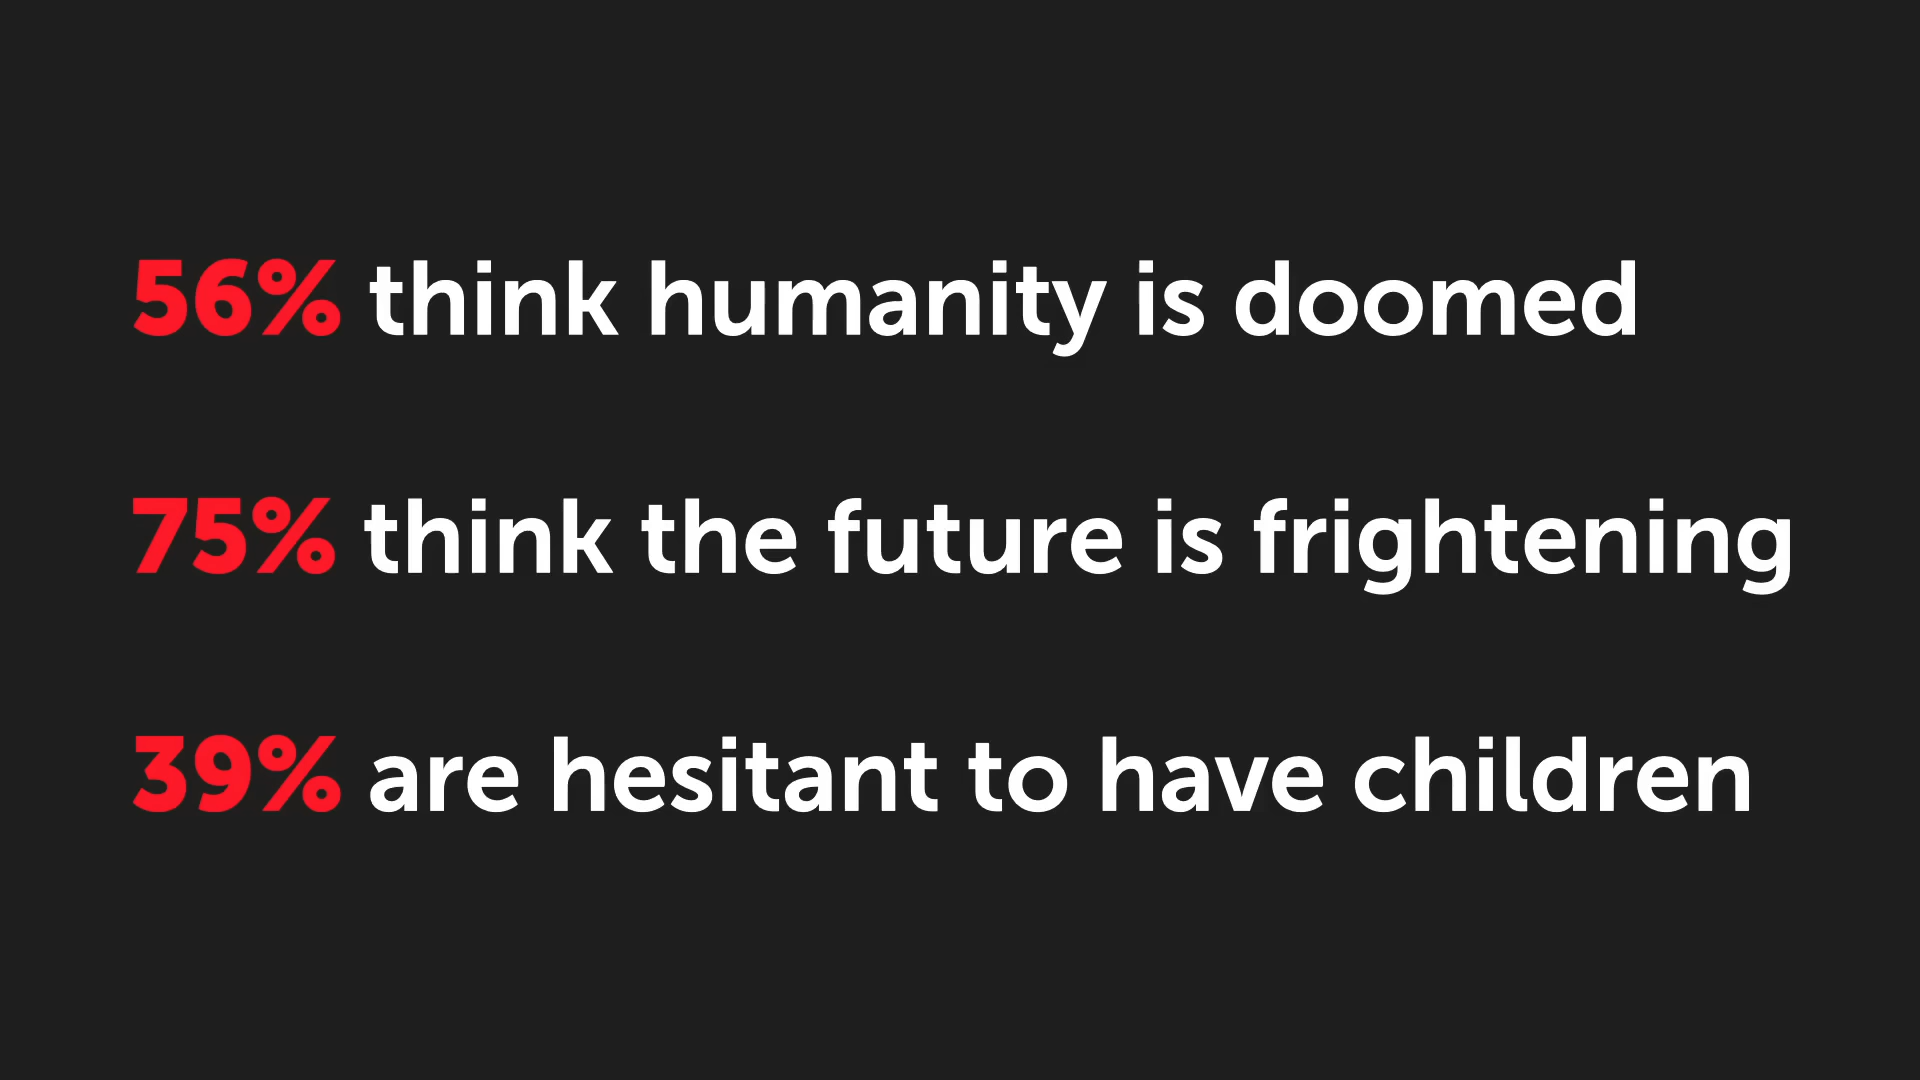 56% think humanity is doomed
75% think the future is frightening
39% are hesitant to have children